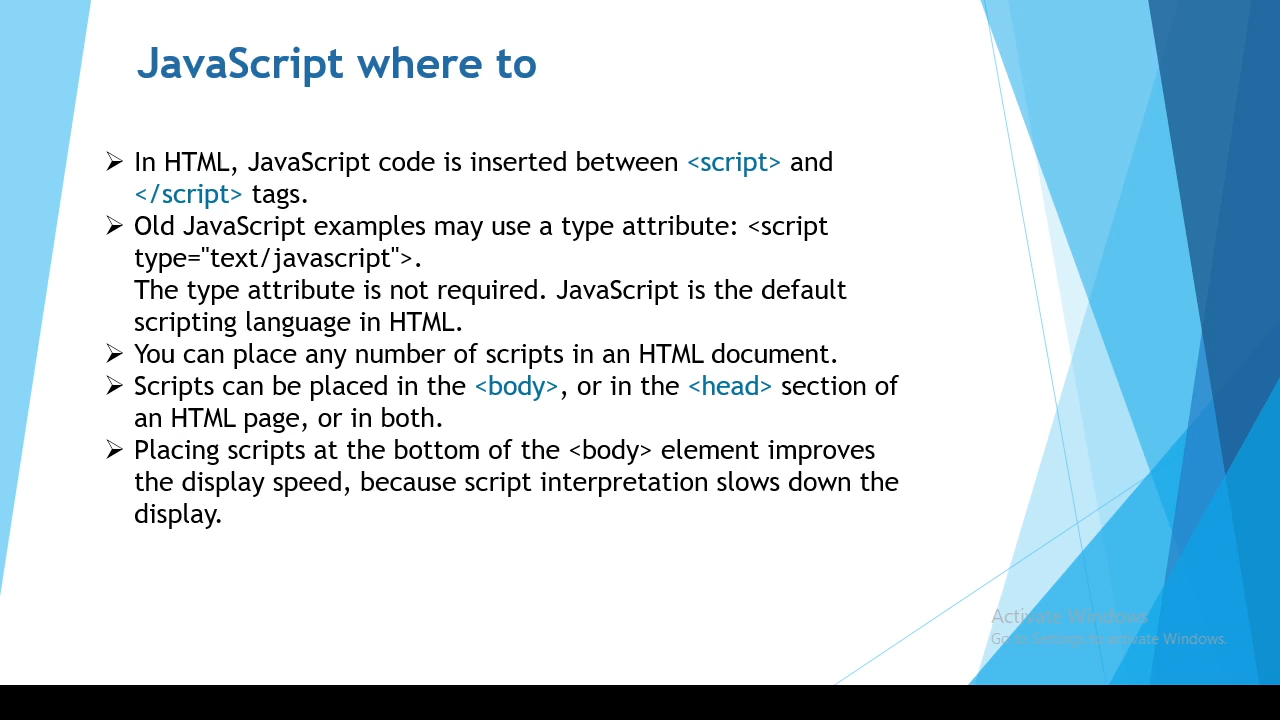 JavaScript where to
➢ In HTML, JavaScript code is inserted between <script> and
</script> tags.
➢ Old JavaScript examples may use a type attribute: <script
type="text/javascript">.
The type attribute is not required. JavaScript is the default
scripting language in HTML.
➢ You can place any number of scripts in an HTML document.
➢ Scripts can be placed in the <body>, or in the <head> section of
an HTML page, or in both.
➢ Placing scripts at the bottom of the <body> element improves
the display speed, because script interpretation slows down the
display.
Activate Windows
Go to Settings to activate Windows.